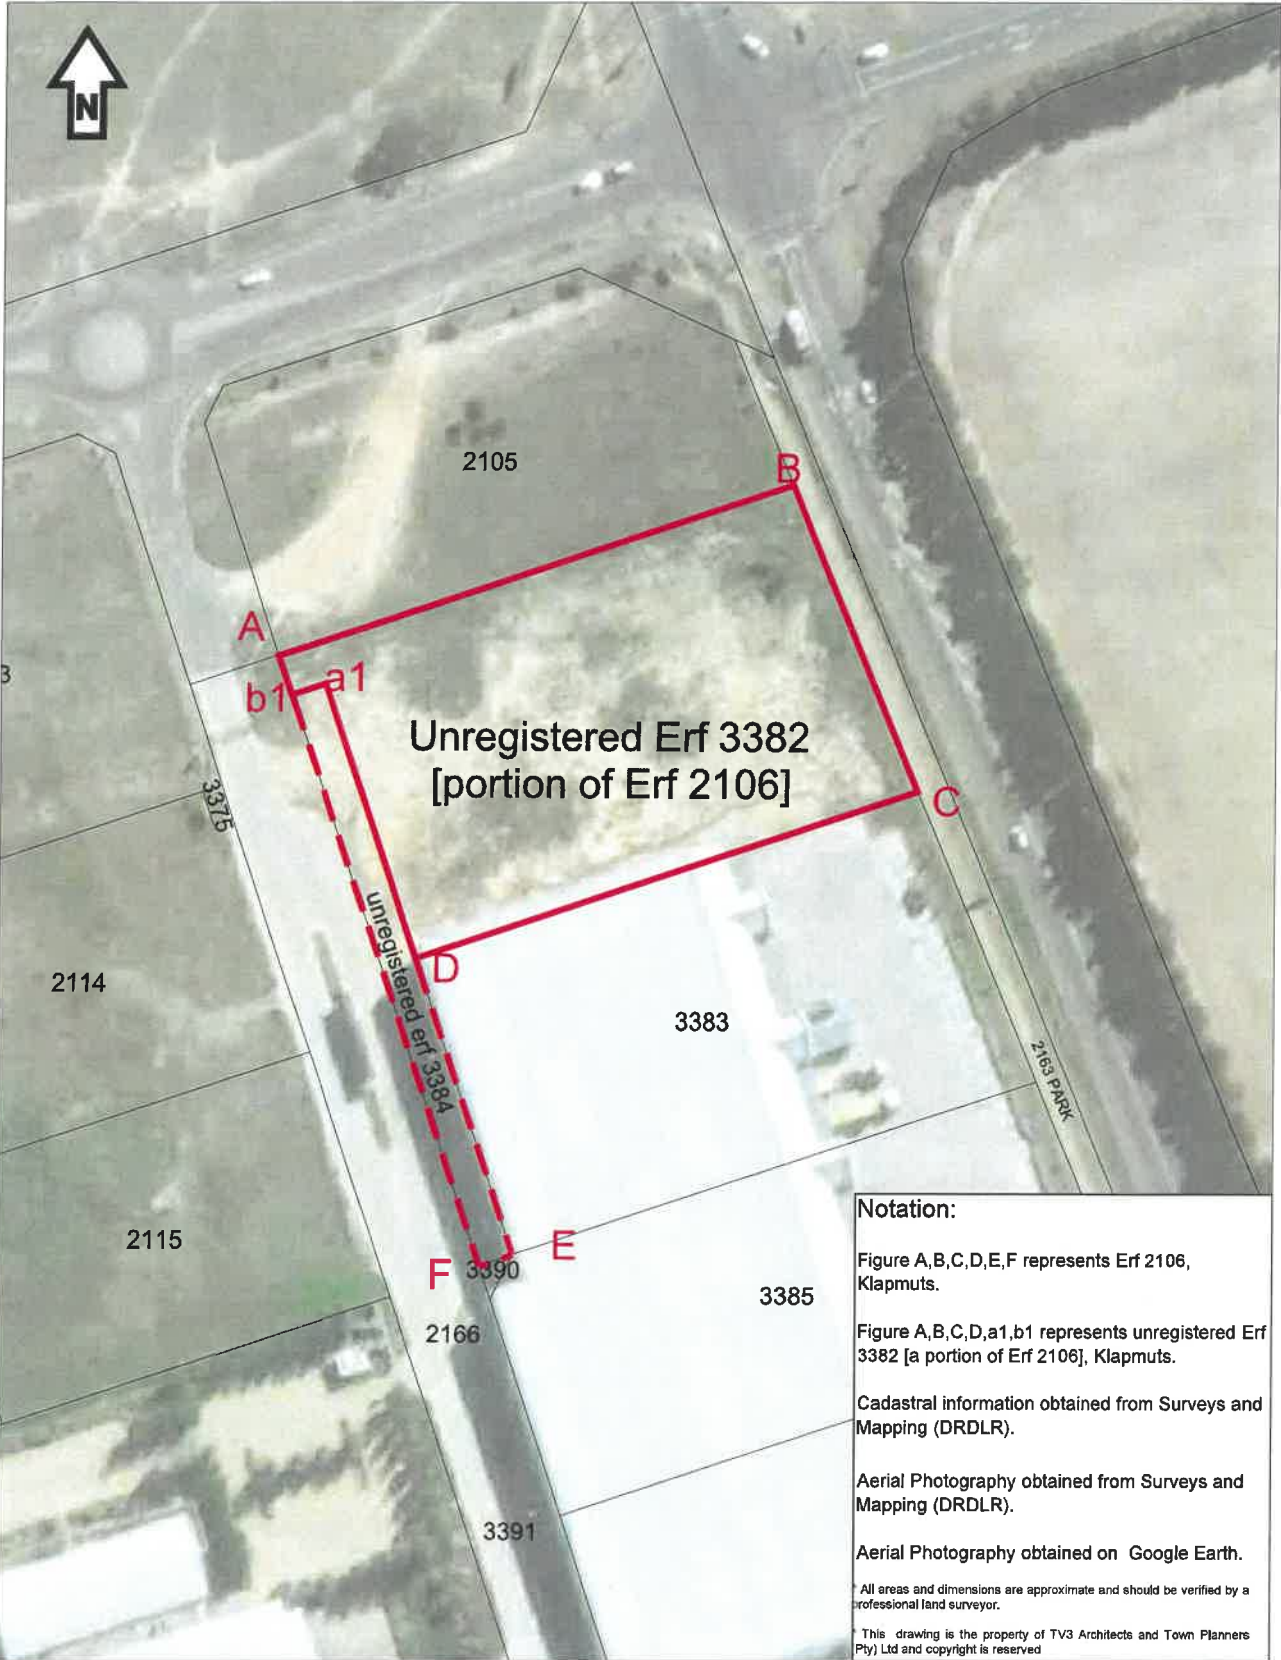 N
2105
B
A
3
b1
a1
Unregistered Erf 3382
[portion of Erf 2106]
C
3375
unregistered erf 3384
D
2114
3383
2163 PARK
2115
E
F
3390
3385
2166
3391
Notation:
Figure A,B,C,D,E,F represents Erf 2106,
Klapmuts.
Figure A,B,C,D,a1,b1 represents unregistered Erf
3382 [a portion of Erf 2106], Klapmuts.
Cadastral information obtained from Surveys and
Mapping (DRDLR).
Aerial Photography obtained from Surveys and
Mapping (DRDLR).
Aerial Photography obtained on Google Earth.
* All areas and dimensions are approximate and should be verified by a
rofessional land surveyor.
* This drawing is the property of TV3 Architects and Town Planners
Pty) Ltd and copyright is reserved